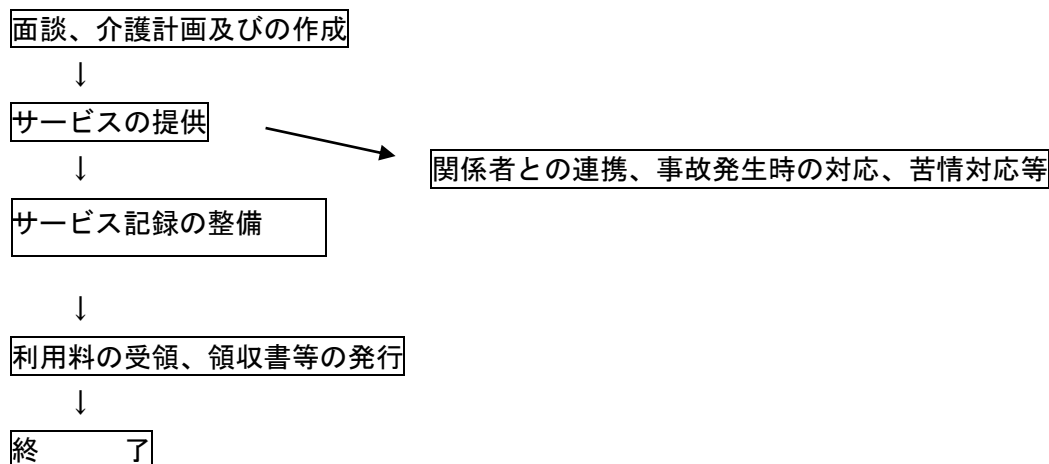 面談、介護計画及びの作成
↓
サービスの提供
↓
関係者との連携、事故発生時の対応、苦情対応等
サービス記録の整備
↓
利用料の受領、領収書等の発行
↓
終　　　了